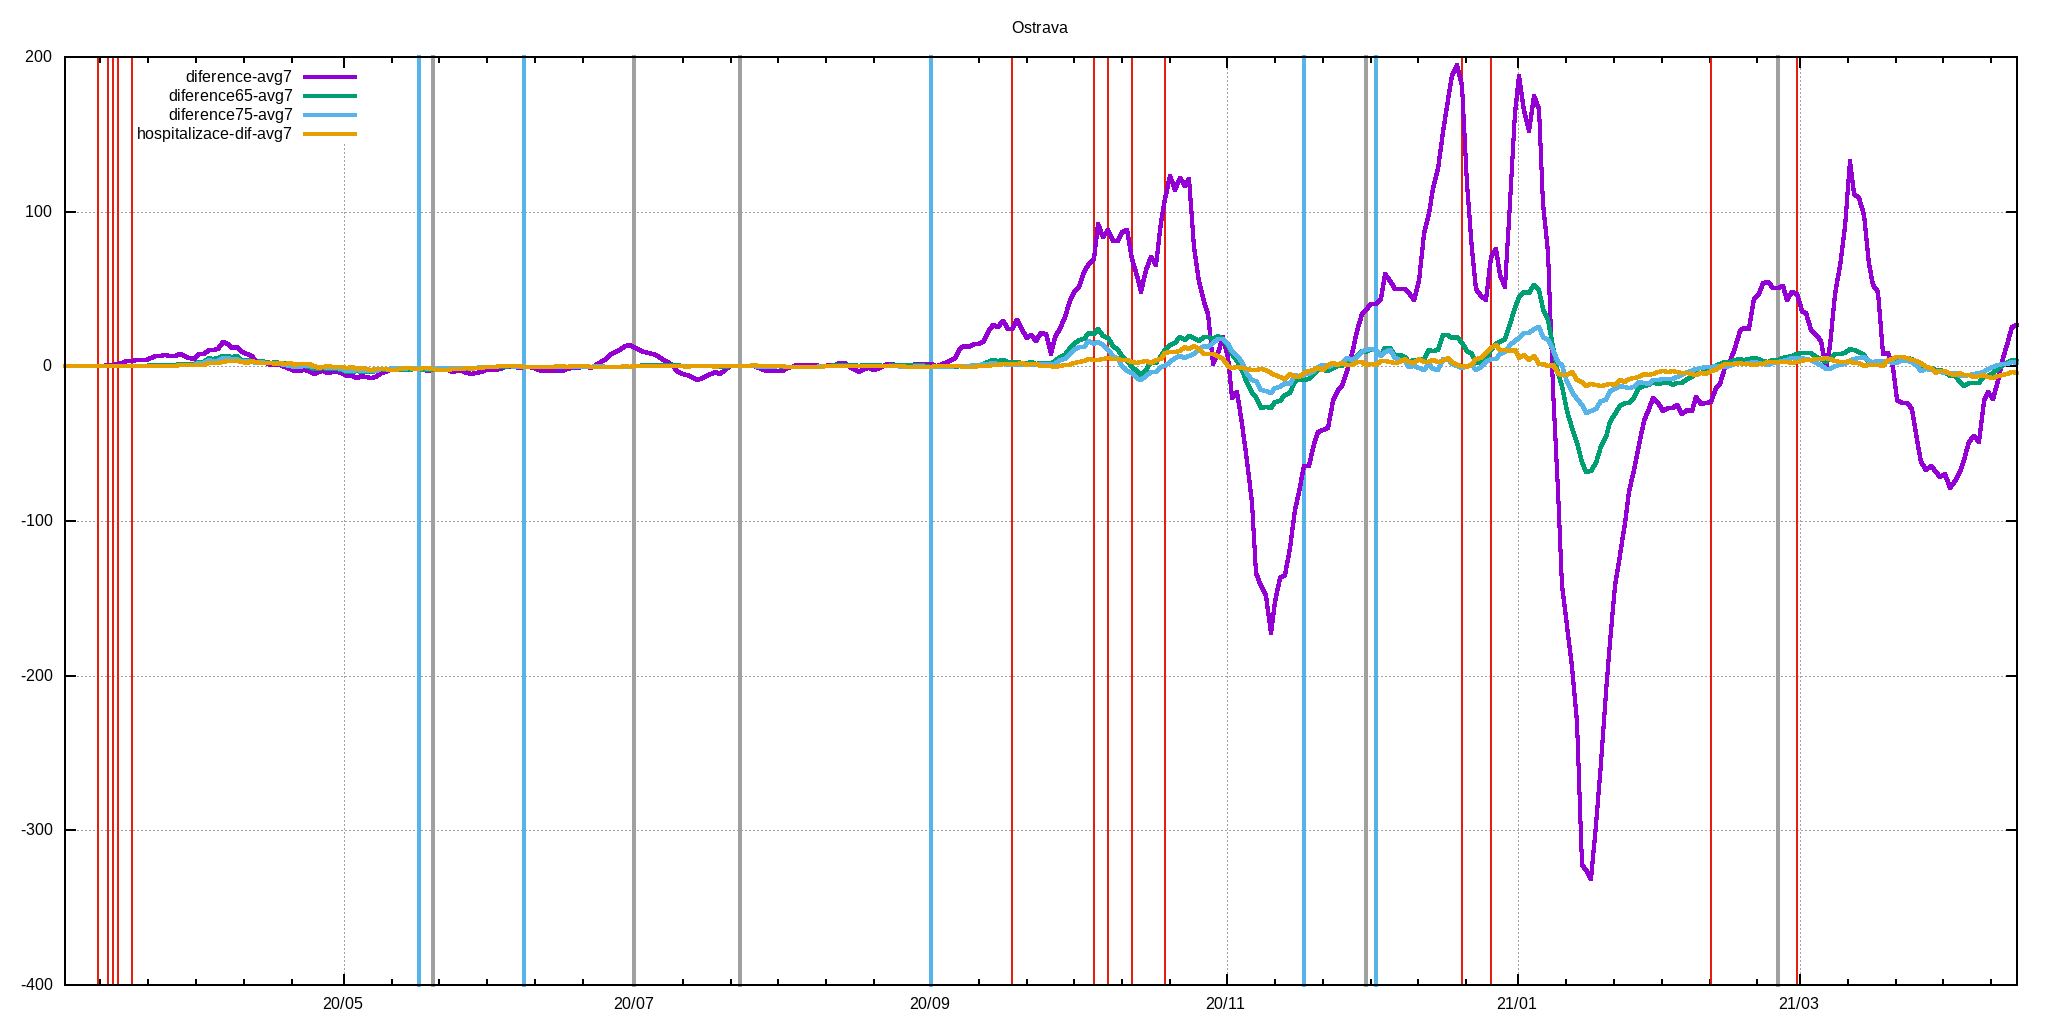 Ostrava
diference-avg7
diference65-avg7
diference75-avg7
hospitalizace-dif-avg7
200
100
0
-100
-200
-300
-400
20/05 20/07 20/09 20/11 21/01 21/03